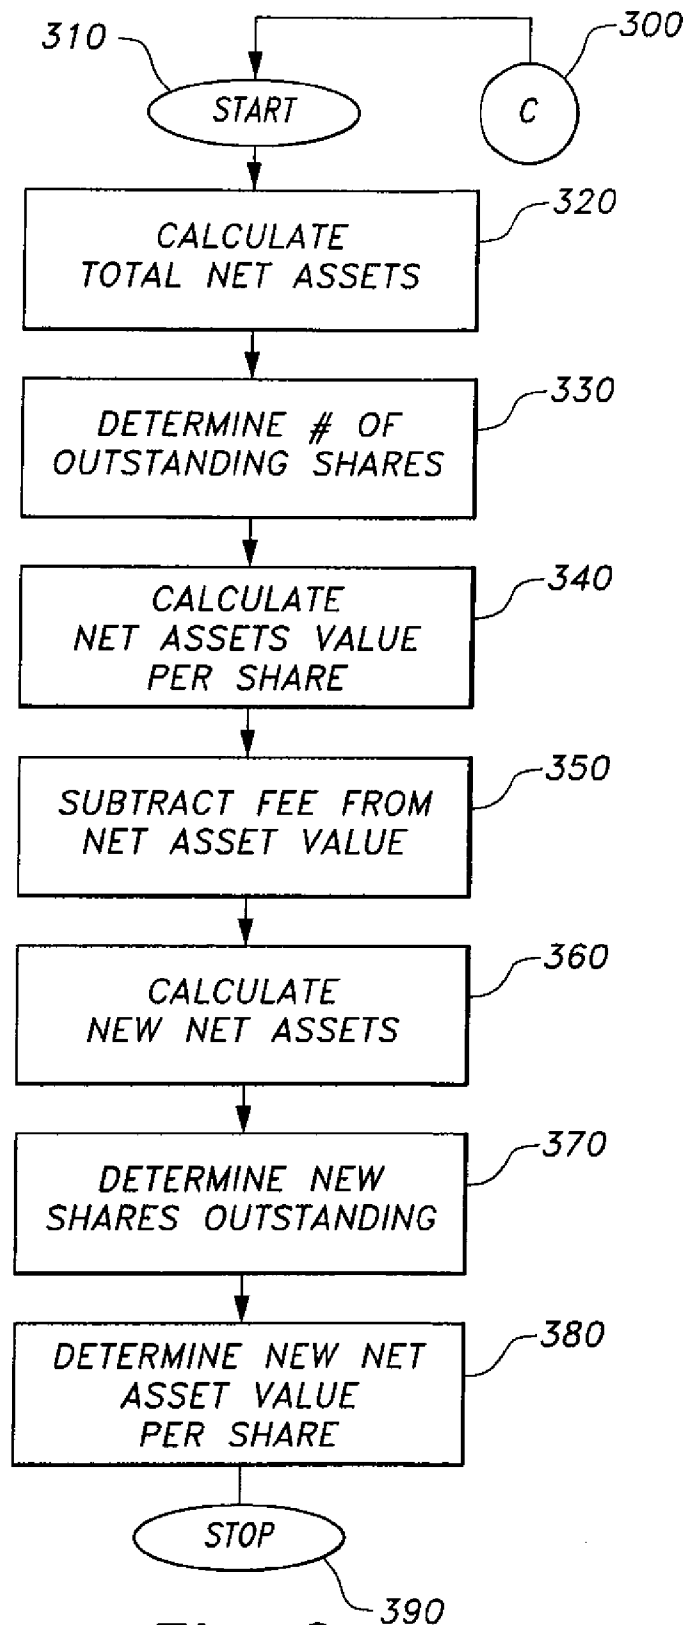 310
300
START
C
320
CALCULATE
TOTAL NET ASSETS
330
DETERMINE # OF
OUTSTANDING SHARES
340
CALCULATE
NET ASSETS VALUE
PER SHARE
350
SUBTRACT FEE FROM
NET ASSET VALUE
360
CALCULATE
NEW NET ASSETS
370
DETERMINE NEW
SHARES OUTSTANDING
380
DETERMINE NEW NET
ASSET VALUE
PER SHARE
STOP
390